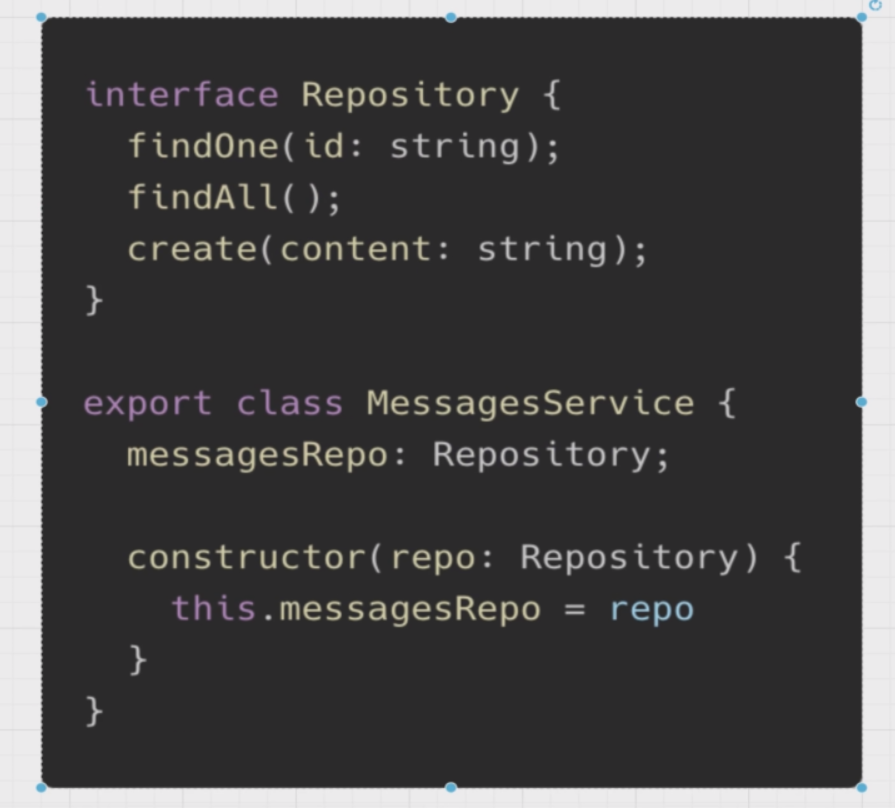 interface Repository {
  findOne(id: string);
  findAll();
  create(content: string);
}

export class MessagesService {
  messagesRepo: Repository;

  constructor(repo: Repository) {
    this.messagesRepo = repo
  }
}